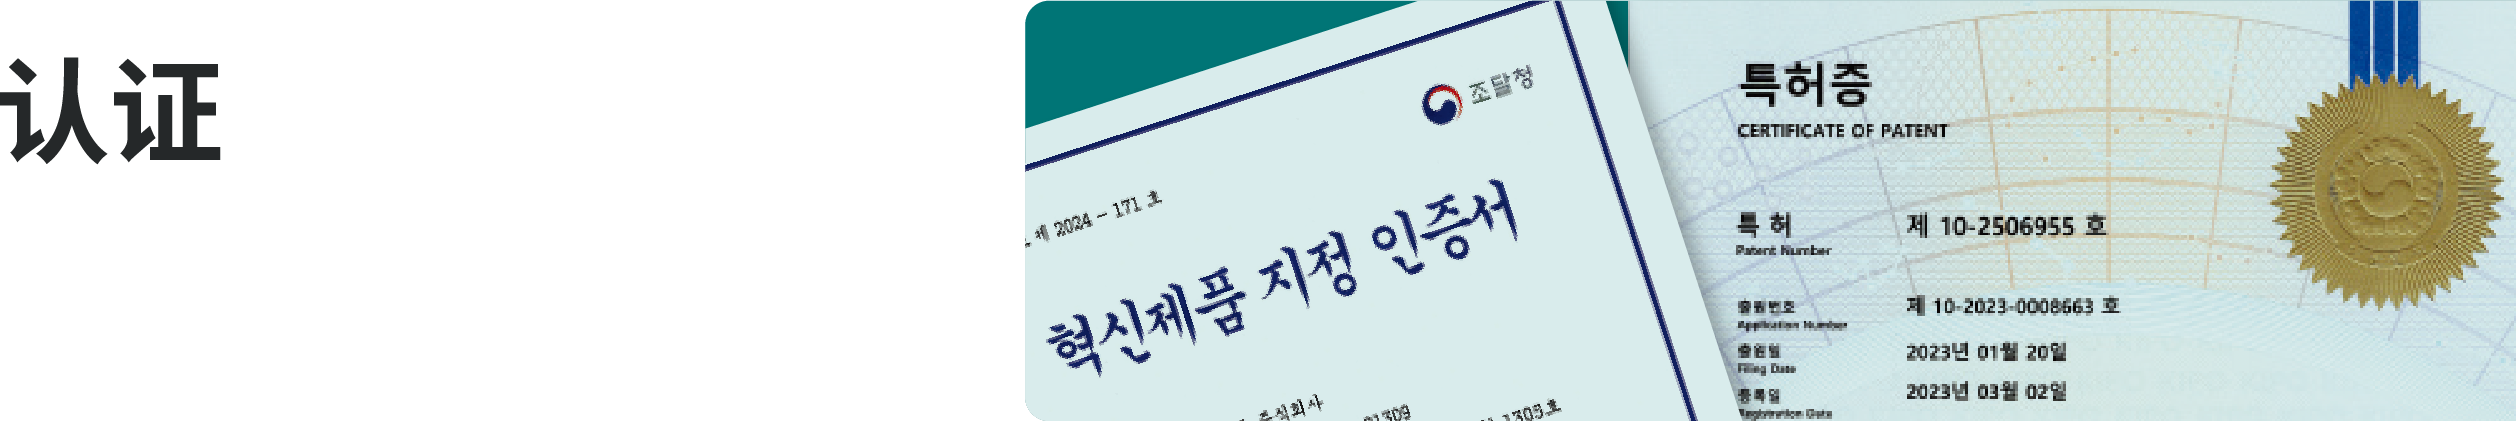 认证
조달청
제 2024 - 171 호
혁신제품 지정 인증서
주식회사
특허증
CERTIFICATE OF PATENT
특 허 제 10-2506955 호
Patent Number
출원번호 제 10-2023-0008663 호
Application Number
출원일 2023년 01월 20일
Filing Date
등록일 2023년 03월 02일
Registration Date